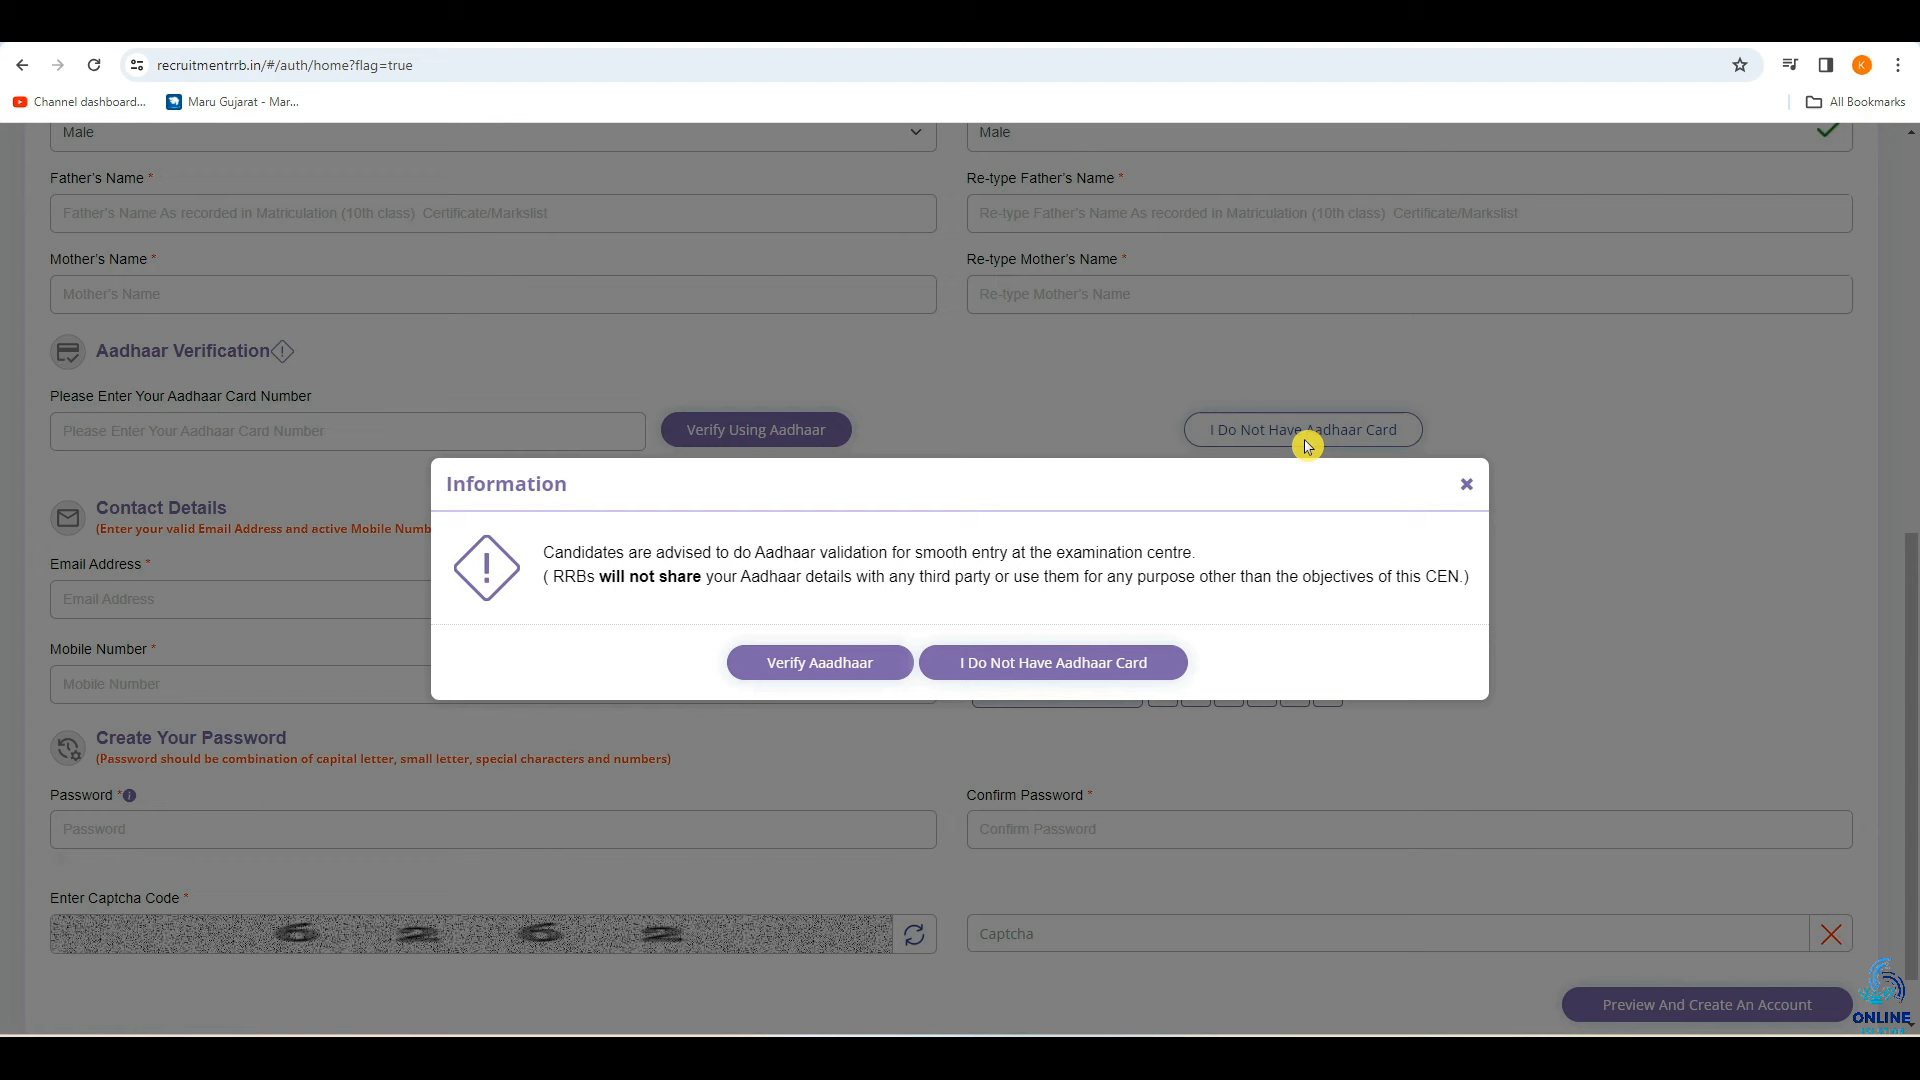 recruitmentrrb.in/#/auth/home?flag=true
K
Channel dashboard...
Maru Gujarat - Mar...
All Bookmarks
Male
Male
Father's Name *
Re-type Father's Name *
Father's Name As recorded in Matriculation (10th class) Certificate/Markslist
Re-type Father's Name As recorded in Matriculation (10th class) Certificate/Markslist
Mother's Name *
Re-type Mother's Name *
Mother's Name
Re-type Mother's Name
Aadhaar Verification
Please Enter Your Aadhaar Card Number
Please Enter Your Aadhaar Card Number
Verify Using Aadhaar
I Do Not Have Aadhaar Card
Information
Contact Details
(Enter your valid Email Address and active Mobile Numb
Candidates are advised to do Aadhaar validation for smooth entry at the examination centre.
( RRBs will not share your Aadhaar details with any third party or use them for any purpose other than the objectives of this CEN.)
Email Address *
Email Address
Mobile Number *
Verify Aaadhaar
I Do Not Have Aadhaar Card
Mobile Number
Create Your Password
(Password should be combination of capital letter, small letter, special characters and numbers)
Password *
Confirm Password *
Password
Confirm Password
Enter Captcha Code *
6 2 6 2
Captcha
Preview And Create An Account
ONLINE